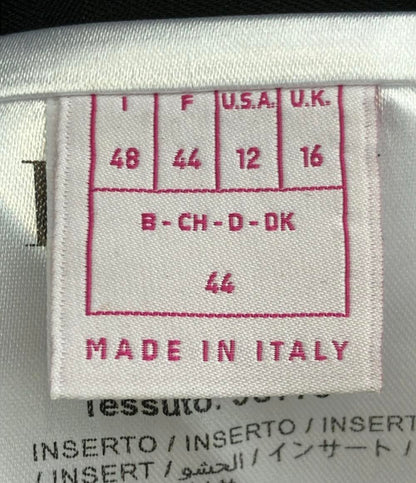 I F U.S.A. U.K.
48 44 12 16
B - CH - D - DK
44
MADE IN ITALY
Tessuto:
INSERTO / INSERTO / INSERT
/ INSERT / الحشو / インサート /